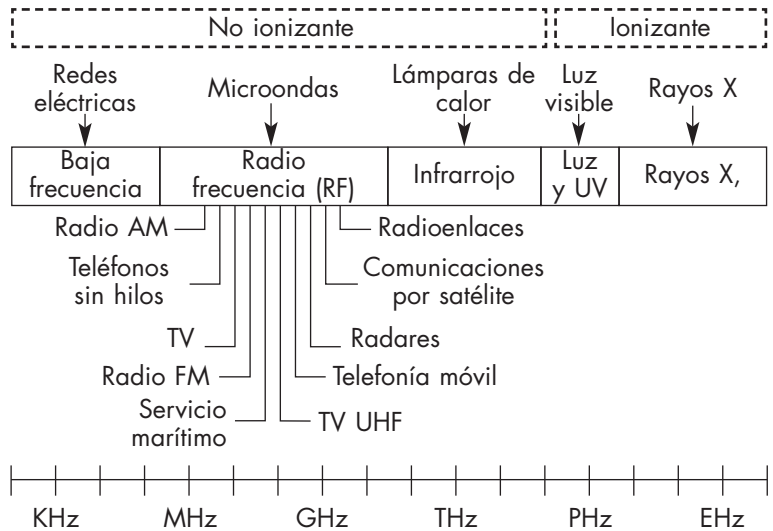 No ionizante
Ionizante
Redes
eléctricas
Microondas
Lámparas de
calor
Luz
visible
Rayos X
Baja
frecuencia
Radio
frecuencia (RF)
Infrarrojo
Luz
y UV
Rayos X,
Radio AM
Radioenlaces
Teléfonos
sin hilos
Comunicaciones
por satélite
TV
Radares
Radio FM
Telefonía móvil
Servicio
marítimo
TV UHF
KHz MHz GHz THz PHz EHz